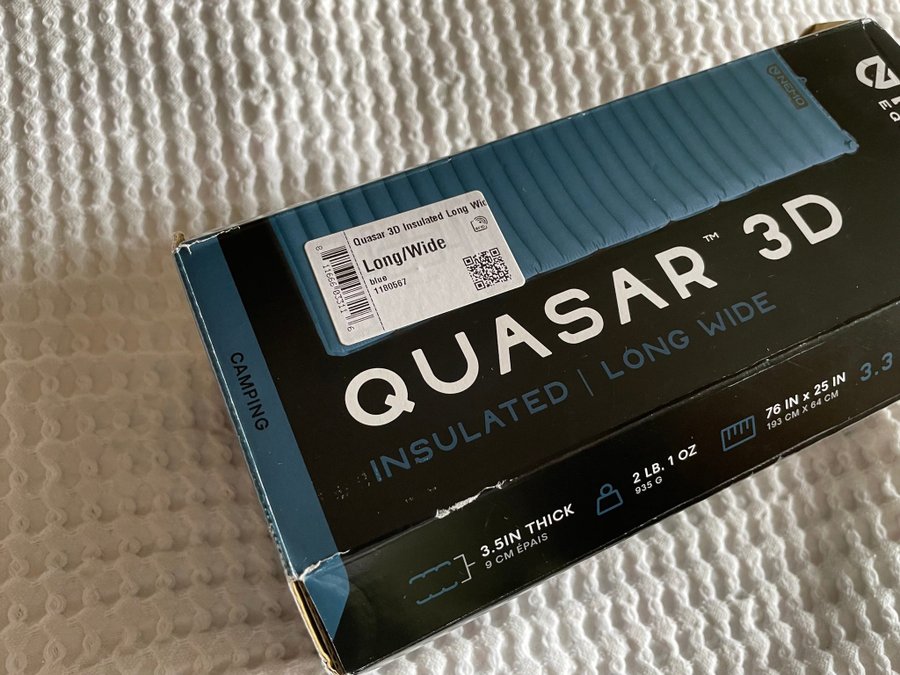 NEMO
Quasar 3D Insulated Long Wi
Long/Wide
blue
1180567
RFID
CAMPING
QUASAR™ 3D
INSULATED | LONG WIDE
3.5IN THICK
9 CM ÉPAIS
2 LB. 1 OZ
935 G
76 IN x 25 IN
193 CM X 64 CM
3.3